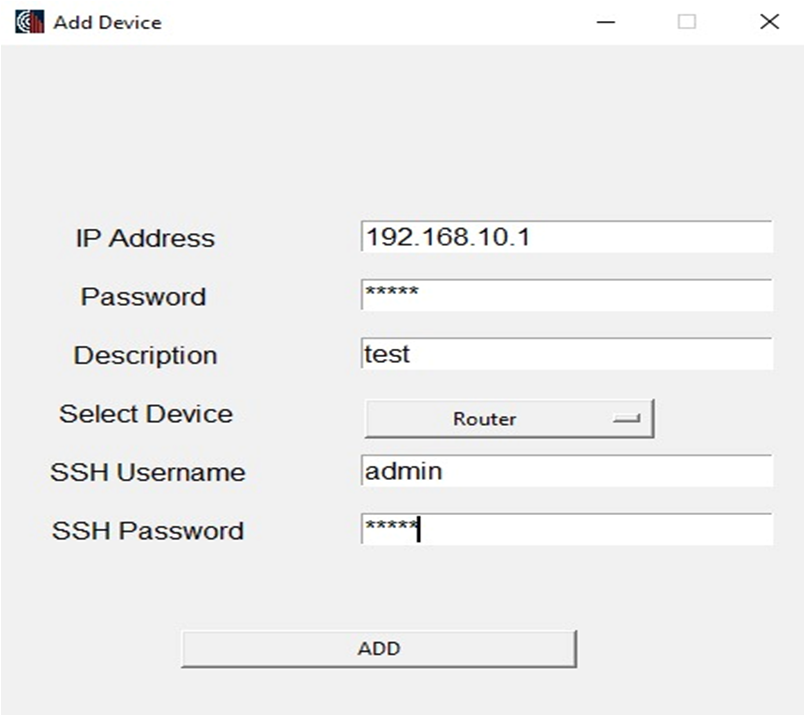 Add Device
IP Address 192.168.10.1
Password *****
Description test
Select Device Router
SSH Username admin
SSH Password *****
ADD